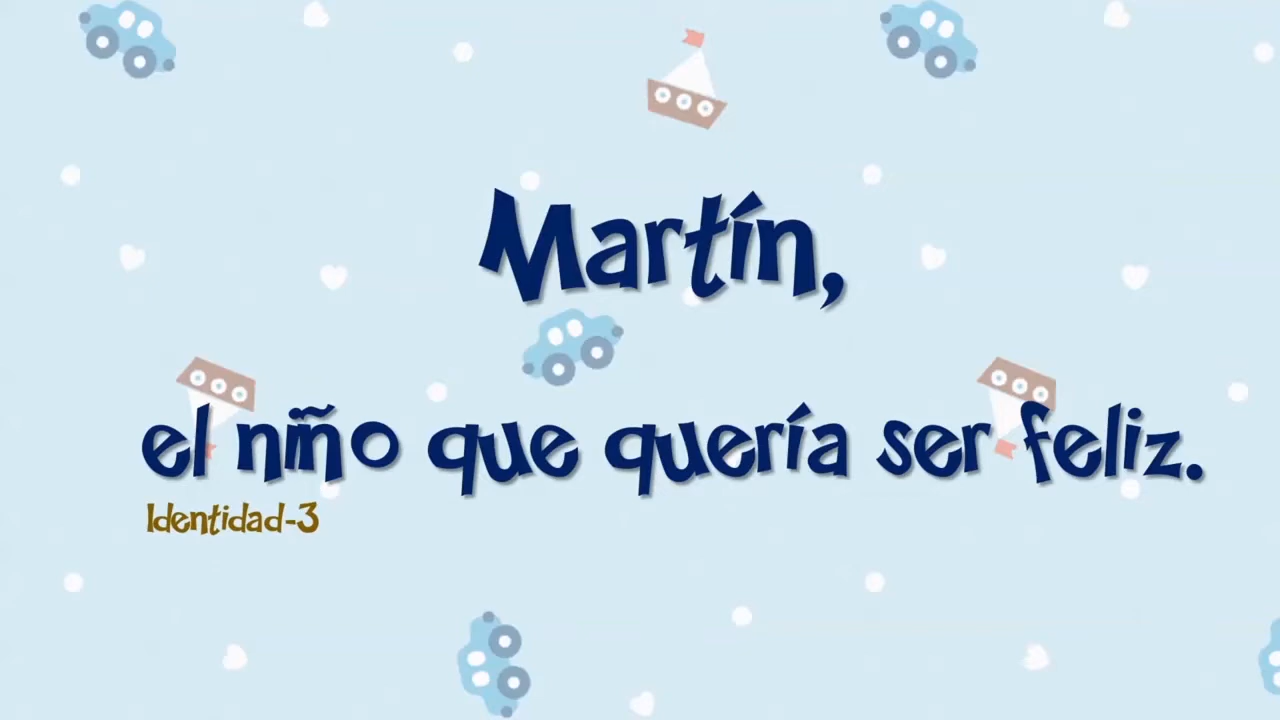 Martín,
el niño que quería ser feliz.
Identidad-3